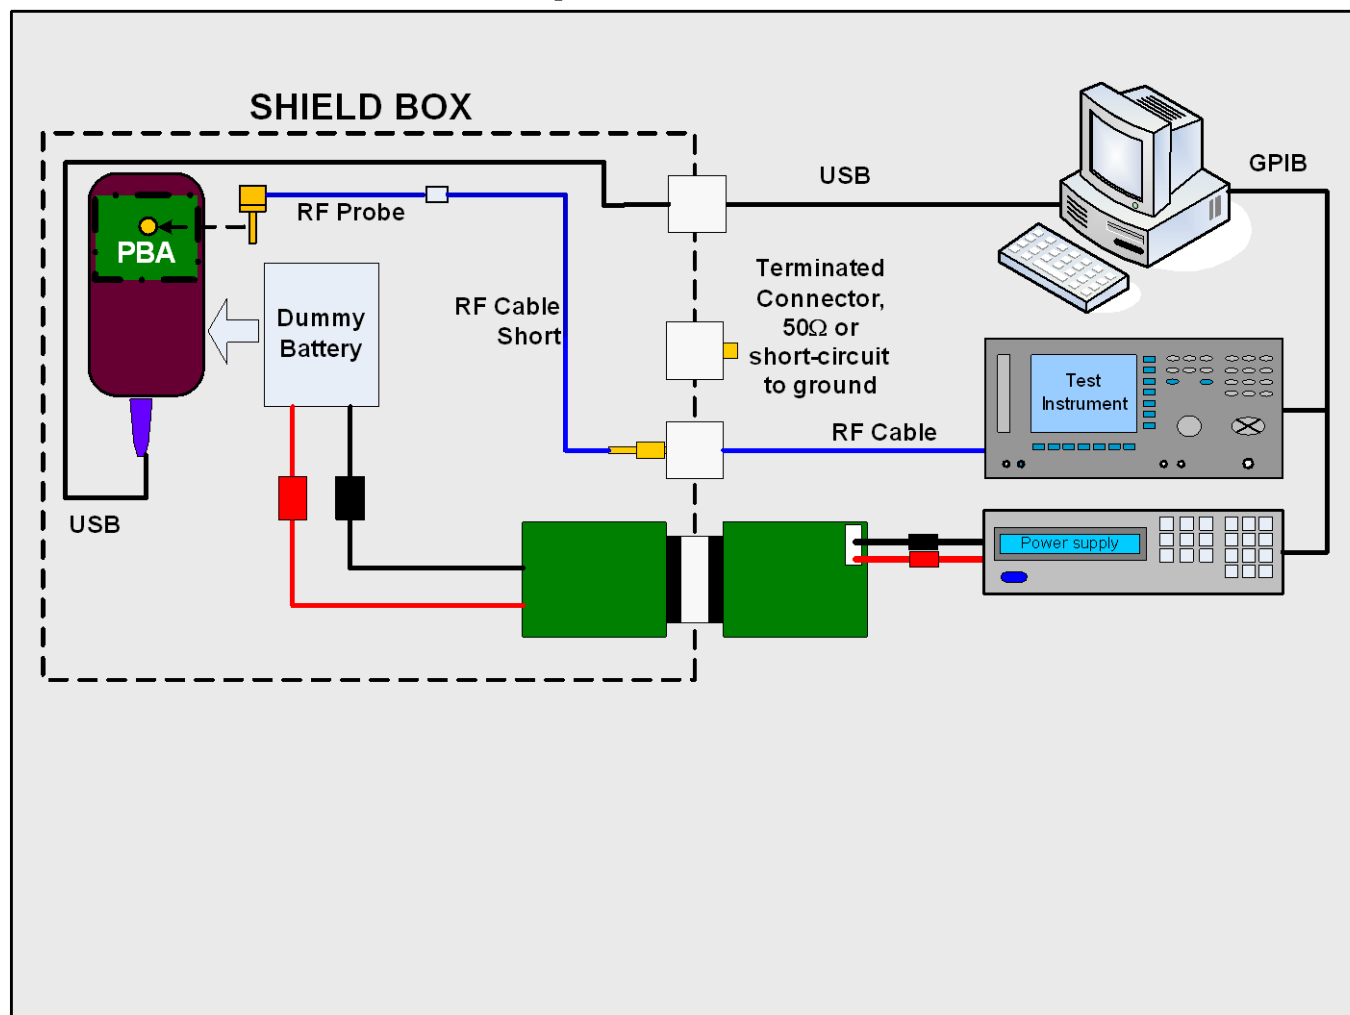 SHIELD BOX
USB
GPIB
RF Probe
PBA
Terminated
Connector,
50Ω or
short-circuit
to ground
RF Cable
Short
Dummy
Battery
Test
Instrument
RF Cable
USB
Power supply